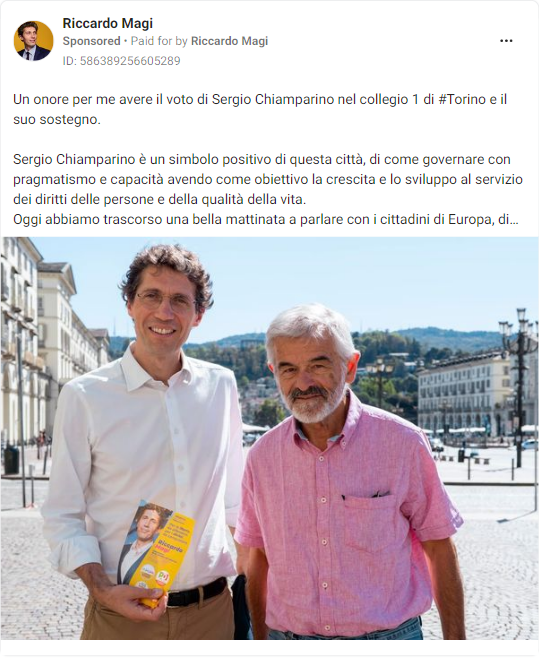 Riccardo Magi
Sponsored • Paid for by Riccardo Magi
ID: 586389256605289
Un onore per me avere il voto di Sergio Chiamparino nel collegio 1 di #Torino e il
suo sostegno.
Sergio Chiamparino è un simbolo positivo di questa città, di come governare con
pragmatismo e capacità avendo come obiettivo la crescita e lo sviluppo al servizio
dei diritti delle persone e della qualità della vita.
Oggi abbiamo trascorso una bella mattinata a parlare con i cittadini di Europa, di...
Riccardo
Magi